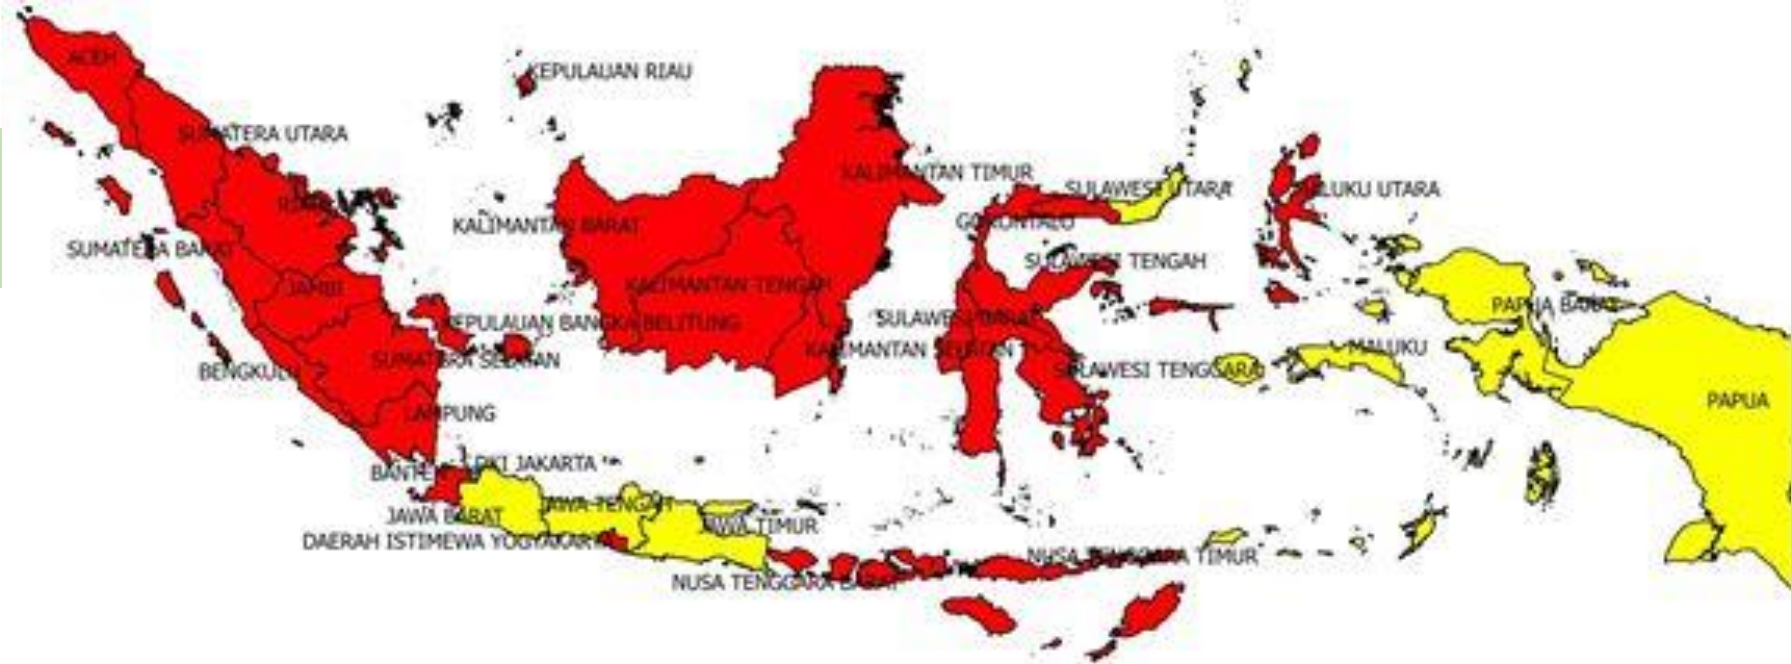 ACEH
KEPULAUAN RIAU
SUMATERA UTARA
KALIMANTAN TIMUR
SULAWESI UTARA
MALUKU UTARA
RIAU
KALIMANTAN BARAT
GORONTALO
SUMATERA BARAT
SULAWESI TENGAH
JAMBI
KALIMANTAN TENGAH
PAPUA BARAT
KEPULAUAN BANGKA BELITUNG
SULAWESI BARAT
KALIMANTAN SELATAN
MALUKU
SUMATERA SELATAN
BENGKULU
SULAWESI TENGGARA
PAPUA
LAMPUNG
BANTEN
DKI JAKARTA
JAWA TENGAH
JAWA BARAT
JAWA TIMUR
DAERAH ISTIMEWA YOGYAKARTA
NUSA TENGGARA TIMUR
NUSA TENGGARA BARAT